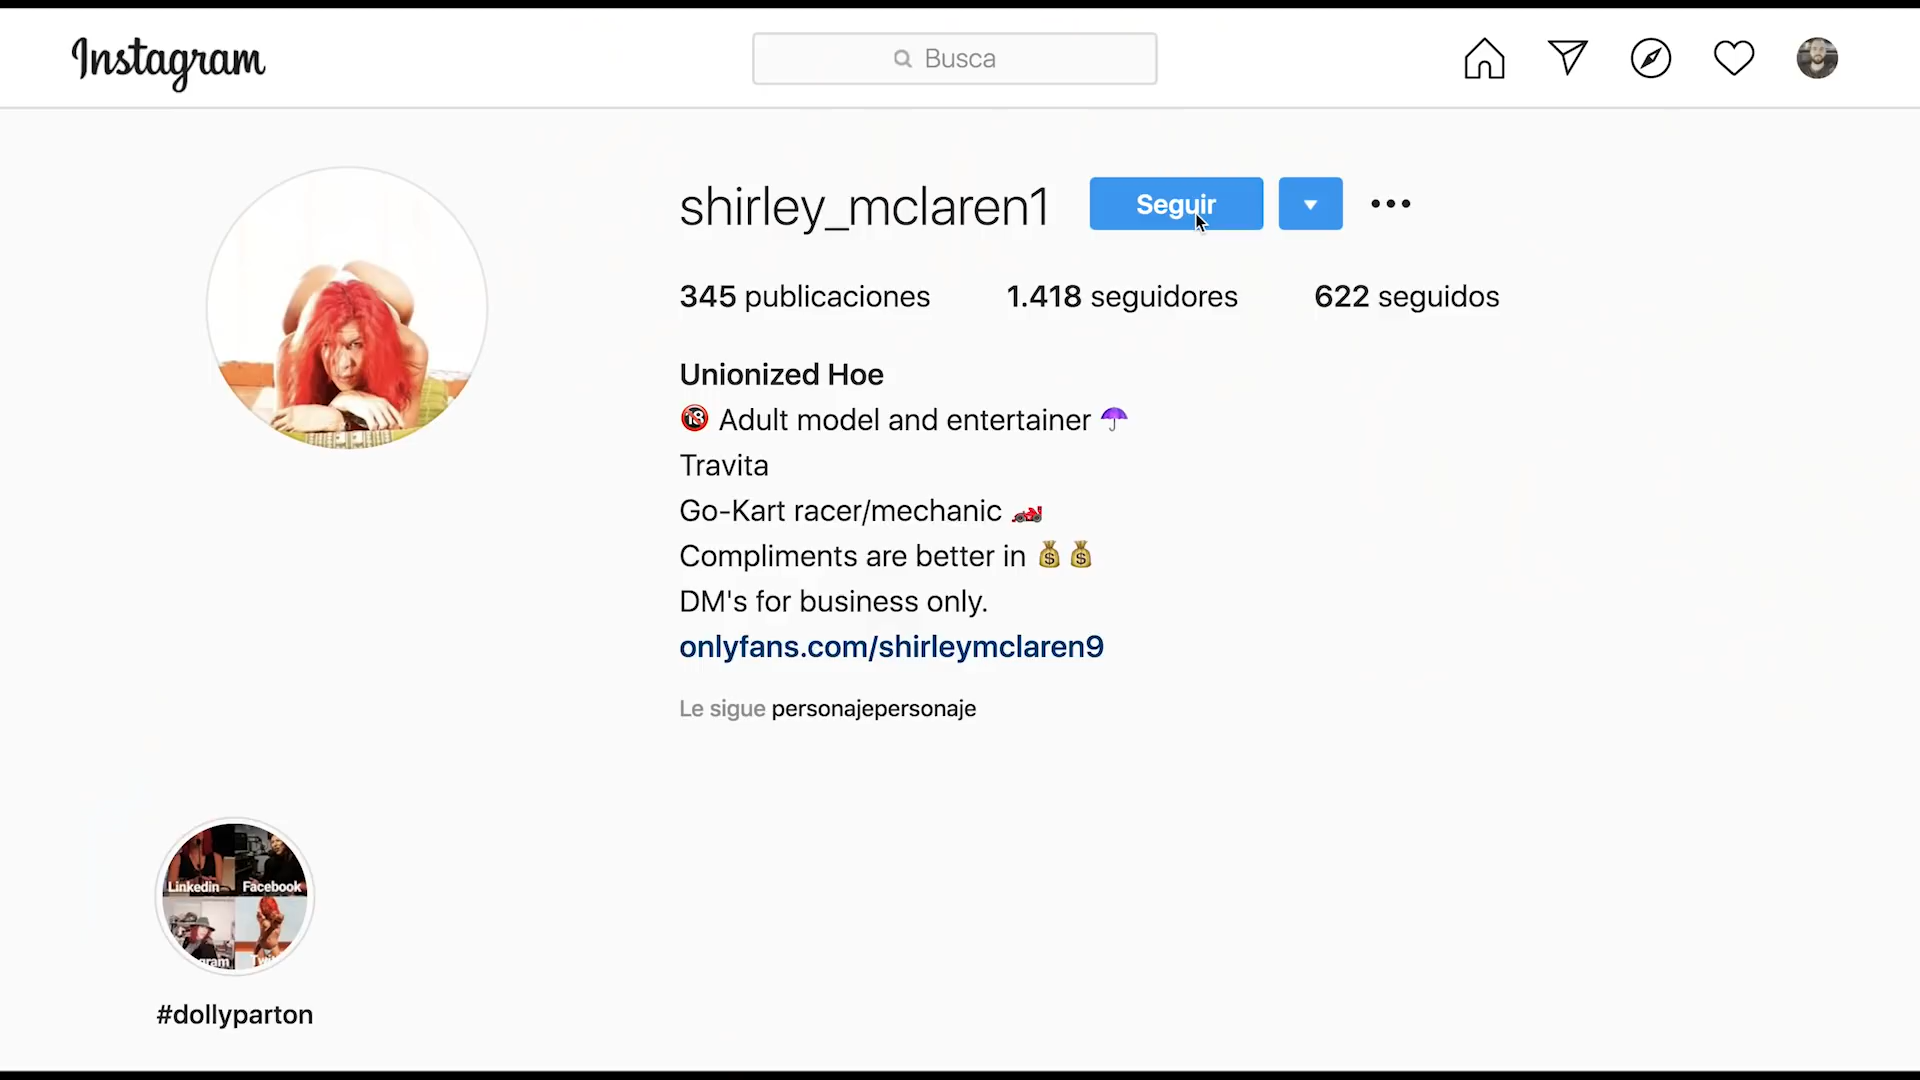 Instagram
Busca
shirley_mclaren1
Seguir
345 publicaciones 1.418 seguidores 622 seguidos
Unionized Hoe
🔞 Adult model and entertainer ☂️
Travita
Go-Kart racer/mechanic 🏎️
Compliments are better in 💰💰
DM's for business only.
onlyfans.com/shirleymclaren9
Le sigue personajepersonaje
Linkedin Facebook
#dollyparton